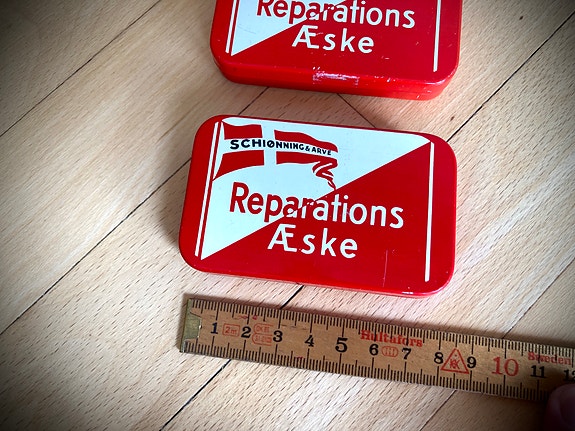 Reparations
Æske
SCHIØNNING & ARVE
Reparations
Æske
1 2 3 4 5 6 7 8 9 10 11
2m
Hultafors
Sweden